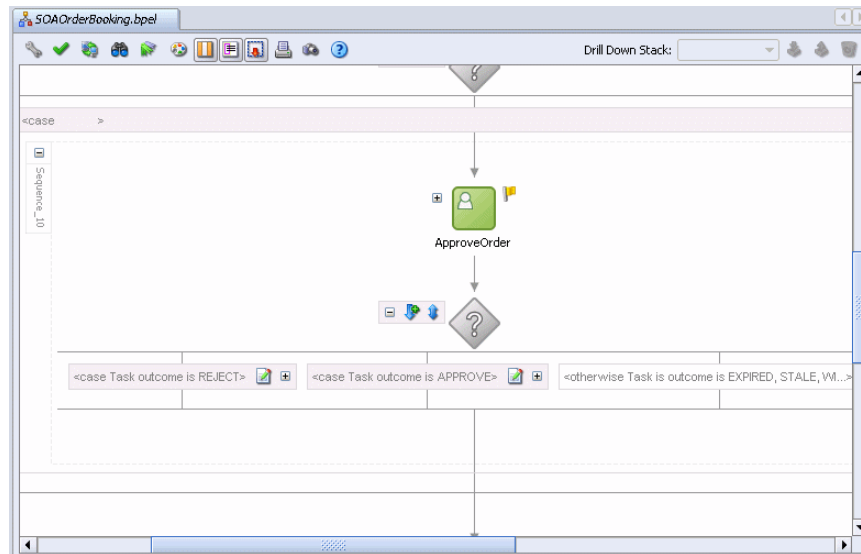 SOAOrderBooking.bpel
Drill Down Stack:
<case >
Sequence_10
ApproveOrder
<case Task outcome is REJECT> <case Task outcome is APPROVE> <otherwise Task is outcome is EXPIRED, STALE, WI...>